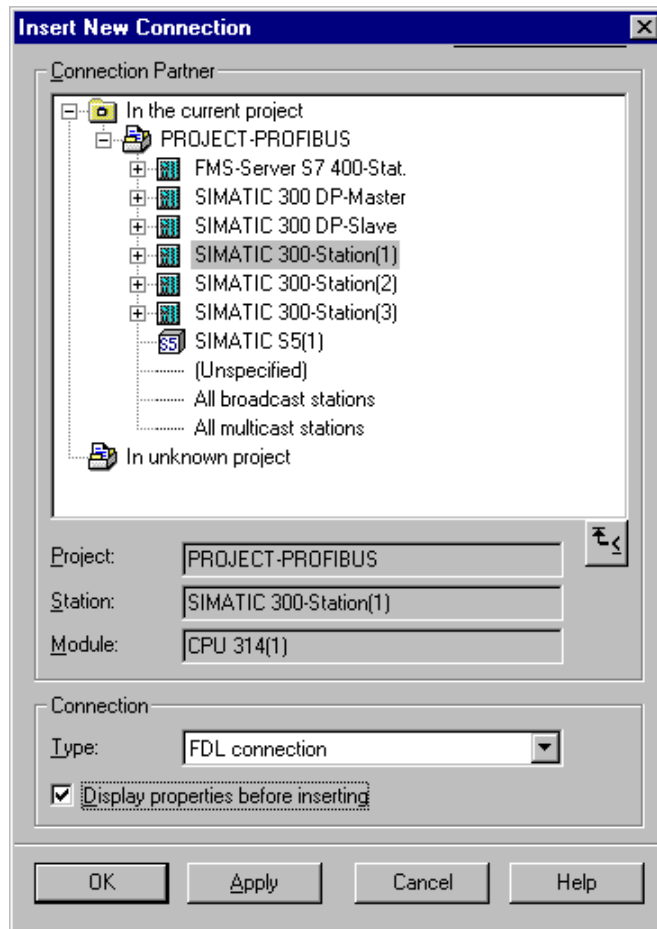 Insert New Connection
Connection Partner
In the current project
PROJECT-PROFIBUS
FMS-Server S7 400-Stat.
SIMATIC 300 DP-Master
SIMATIC 300 DP-Slave
SIMATIC 300-Station(1)
SIMATIC 300-Station(2)
SIMATIC 300-Station(3)
S5 SIMATIC S5(1)
(Unspecified)
All broadcast stations
All multicast stations
In unknown project
Project: PROJECT-PROFIBUS
Station: SIMATIC 300-Station(1)
Module: CPU 314(1)
Connection
Type: FDL connection
Display properties before inserting
OK Apply Cancel Help